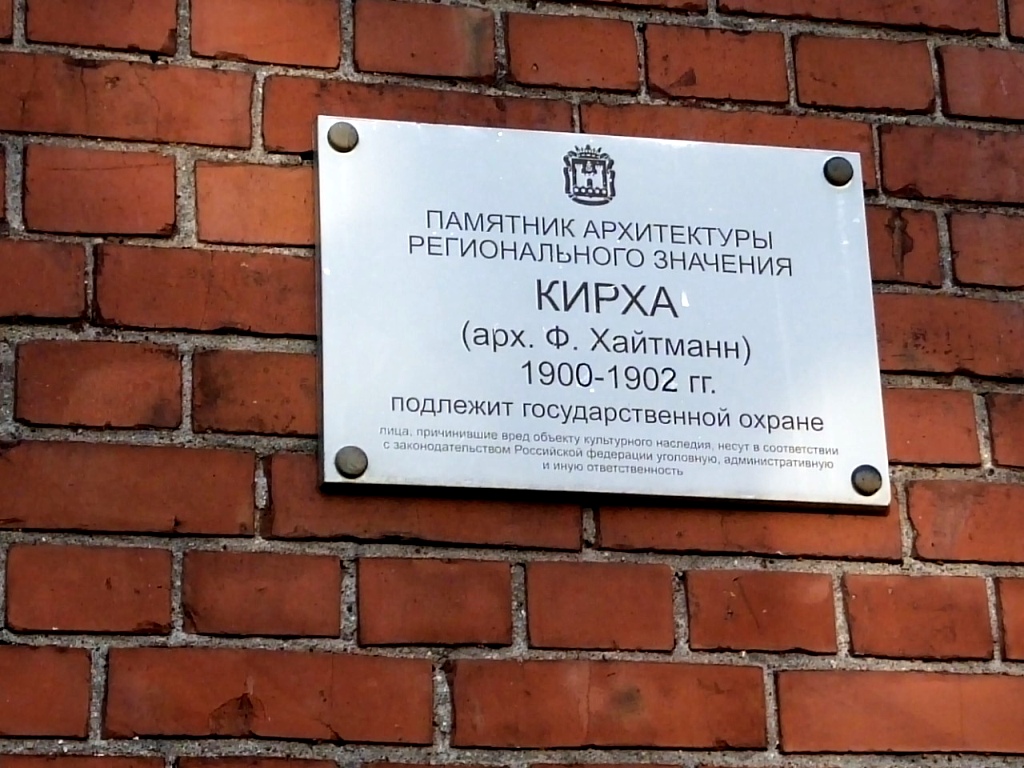 ПАМЯТНИК АРХИТЕКТУРЫ
РЕГИОНАЛЬНОГО ЗНАЧЕНИЯ
КИРХА
(арх. Ф. Хайтманн)
1900-1902 гг.
подлежит государственной охране
лица, причинившие вред объекту культурного наследия, несут в соответствии
с законодательством Российской федерации уголовную, административную
и иную ответственность